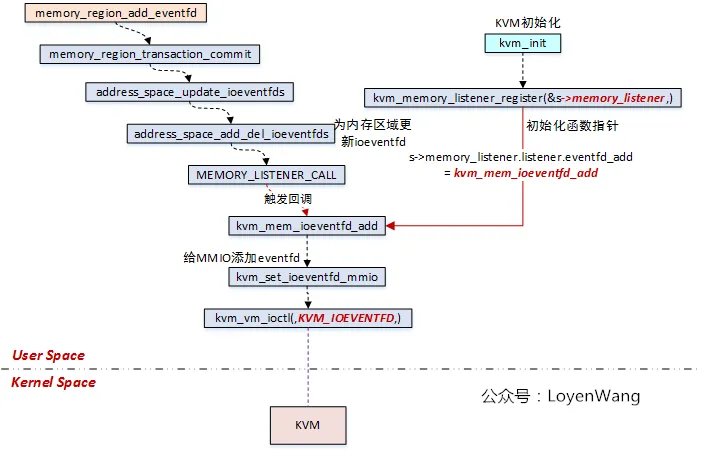 memory_region_add_eventfd
memory_region_transaction_commit
address_space_update_ioeventfds
address_space_add_del_ioeventfds
为内存区域更
新ioeventfd
MEMORY_LISTENER_CALL
触发回调
kvm_mem_ioeventfd_add
给MMIO添加eventfd
kvm_set_ioeventfd_mmio
kvm_vm_ioctl(,KVM_IOEVENTFD,)
KVM初始化
kvm_init
kvm_memory_listener_register(&s->memory_listener,)
初始化函数指针
s->memory_listener.listener.eventfd_add
= kvm_mem_ioeventfd_add
User Space
Kernel Space
KVM
公众号：LoyenWang